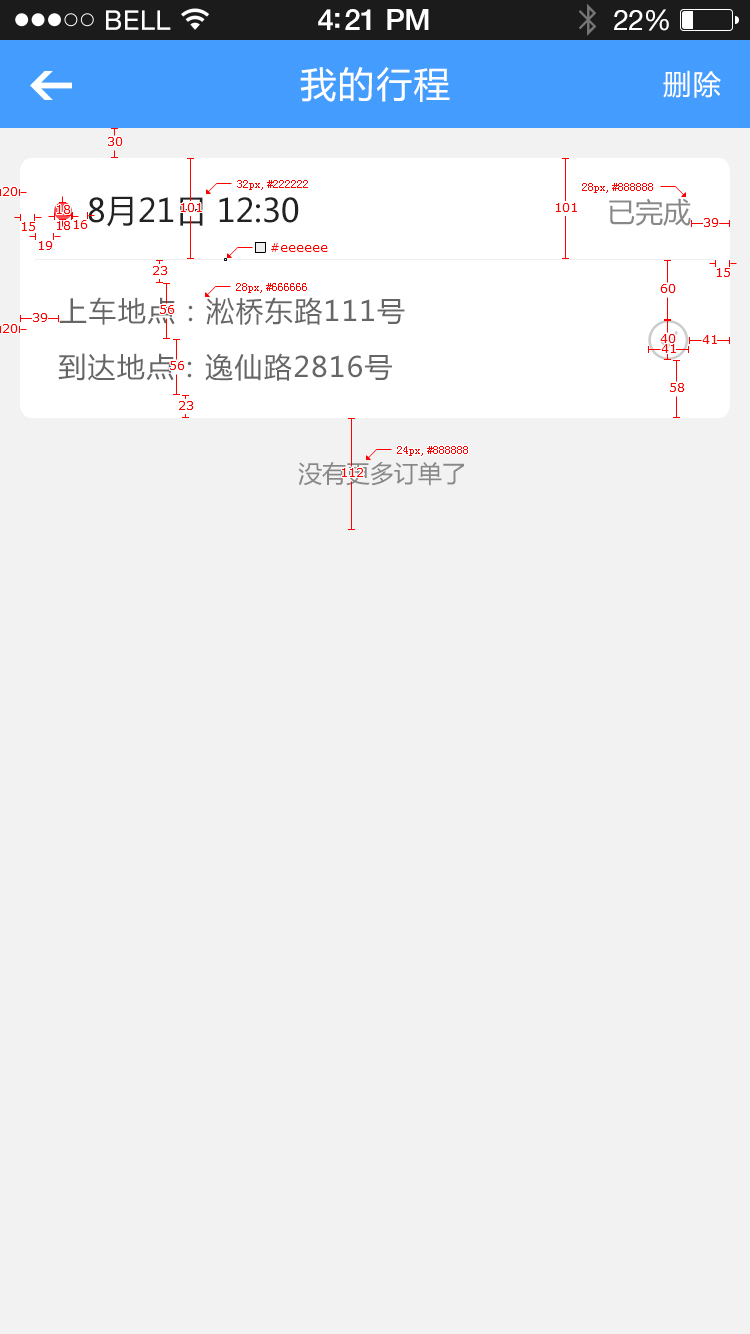 BELL 4:21 PM 22%
我的行程 删除
30
32px, #222222 28px, #888888
20 18 8月21日 12:30 101 101 已完成 39
15 18 16
19 #eeeeee
23 15
28px, #666666 60
39 上车地点：淞桥东路111号 56
20 40 41
41
到达地点：逸仙路2816号 56
58
23
24px, #888888
没有更多订单了 112